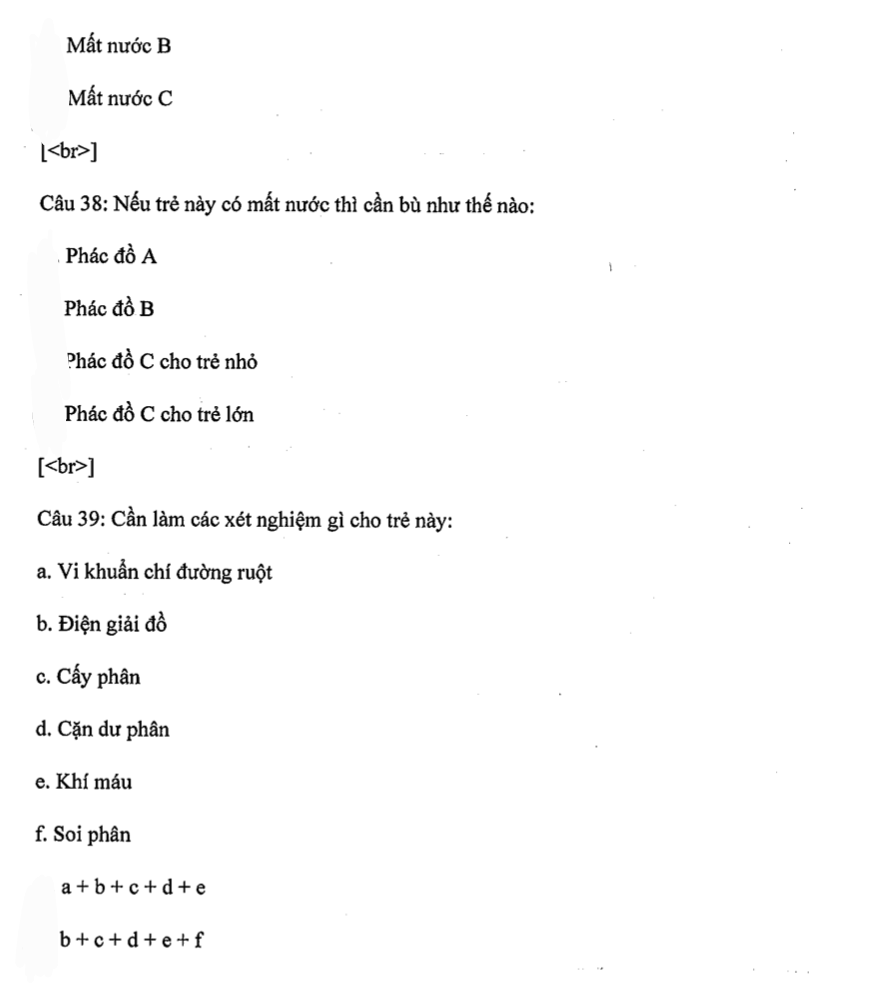 Mất nước B
Mất nước C
[<br>]
Câu 38: Nếu trẻ này có mất nước thì cần bù như thế nào:
Phác đồ A
Phác đồ B
Phác đồ C cho trẻ nhỏ
Phác đồ C cho trẻ lớn
[<br>]
Câu 39: Cần làm các xét nghiệm gì cho trẻ này:
a. Vi khuẩn chí đường ruột
b. Điện giải đồ
c. Cấy phân
d. Cặn dư phân
e. Khí máu
f. Soi phân
a + b + c + d + e
b + c + d + e + f